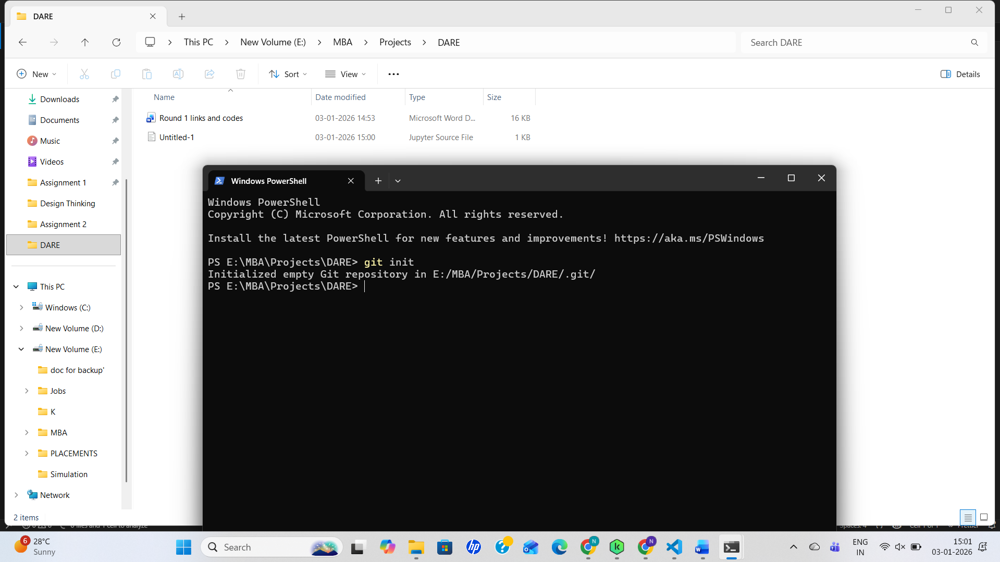 DARE
This PC > New Volume (E:) > MBA > Projects > DARE
Search DARE
New
Sort
View
Details
Downloads
Documents
Music
Videos
Assignment 1
Design Thinking
Assignment 2
DARE
This PC
Windows (C:)
New Volume (D:)
New Volume (E:)
doc for backup'
Jobs
K
MBA
PLACEMENTS
Simulation
Network
Name Date modified Type Size
Round 1 links and codes 03-01-2026 14:53 Microsoft Word D... 16 KB
Untitled-1 03-01-2026 15:00 Jupyter Source File 1 KB
Windows PowerShell
Windows PowerShell
Copyright (C) Microsoft Corporation. All rights reserved.
Install the latest PowerShell for new features and improvements! https://aka.ms/PSWindows
PS E:\MBA\Projects\DARE> git init
Initialized empty Git repository in E:/MBA/Projects/DARE/.git/
PS E:\MBA\Projects\DARE>
2 items
6
28°C
Sunny
Search
hp
N
N
ENG
IN
15:01
03-01-2026